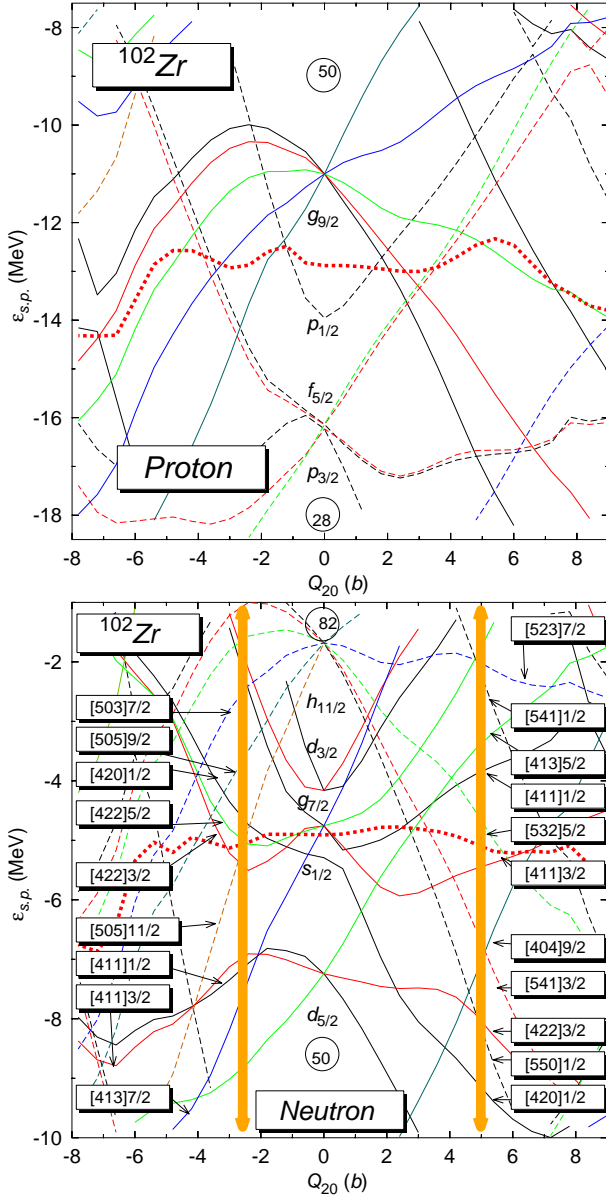 -8
-10
-12
-14
-16
-18
ε s.p. (MeV)
102Zr
50
g9/2
p1/2
f5/2
p3/2
28
Proton
-8 -6 -4 -2 0 2 4 6 8
Q20 (b)
-2
-4
-6
-8
-10
ε s.p. (MeV)
102Zr
82
[523]7/2
[503]7/2
h11/2
[541]1/2
[505]9/2
d3/2
[413]5/2
[420]1/2
[411]1/2
[422]5/2
g7/2
[532]5/2
[422]3/2
s1/2
[411]3/2
[505]11/2
[404]9/2
[411]1/2
[541]3/2
[411]3/2
d5/2
[422]3/2
50
[550]1/2
[413]7/2
[420]1/2
Neutron
-8 -6 -4 -2 0 2 4 6 8
Q20 (b)